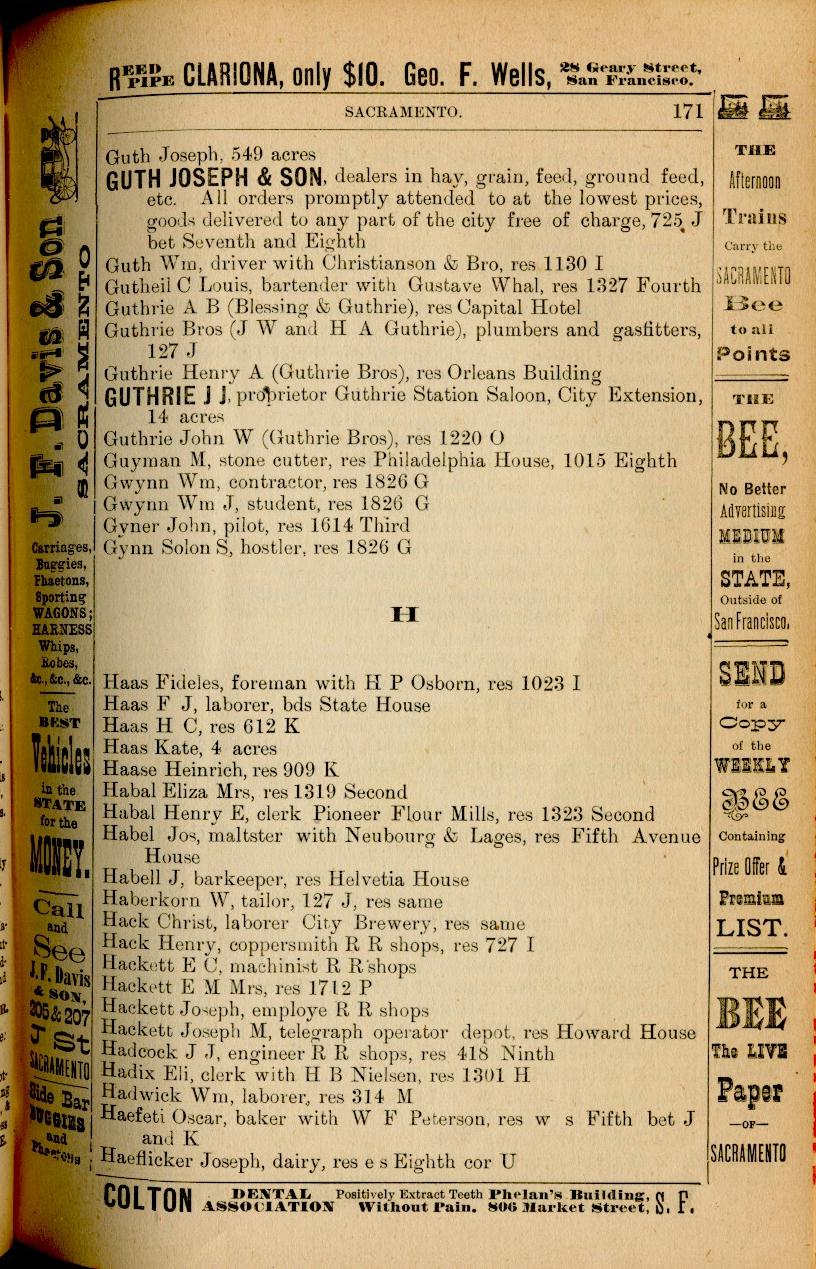 REED PIPE CLARIONA, only $10. Geo. F. Wells, 28 Geary Street, San Francisco.
SACRAMENTO. 171
Guth Joseph, 549 acres
GUTH JOSEPH & SON, dealers in hay, grain, feed, ground feed,
etc. All orders promptly attended to at the lowest prices,
goods delivered to any part of the city free of charge, 725 J
bet Seventh and Eighth
Guth Wm, driver with Christianson & Bro, res 1130 I
Gutheil C Louis, bartender with Gustave Whal, res 1327 Fourth
Guthrie A B (Blessing & Guthrie), res Capital Hotel
Guthrie Bros (J W and H A Guthrie), plumbers and gasfitters,
127 J
Guthrie Henry A (Guthrie Bros), res Orleans Building
GUTHRIE J J, proprietor Guthrie Station Saloon, City Extension,
14 acres
Guthrie John W (Guthrie Bros), res 1220 O
Guyman M, stone cutter, res Philadelphia House, 1015 Eighth
Gwynn Wm, contractor, res 1826 G
Gwynn Wm J, student, res 1826 G
Gyner John, pilot, res 1614 Third
Gynn Solon S, hostler, res 1826 G
H
Haas Fideles, foreman with H P Osborn, res 1023 I
Haas F J, laborer, bds State House
Haas H C, res 612 K
Haas Kate, 4 acres
Haase Heinrich, res 909 K
Habal Eliza Mrs, res 1319 Second
Habal Henry E, clerk Pioneer Flour Mills, res 1323 Second
Habel Jos, maltster with Neubourg & Lages, res Fifth Avenue
House
Habell J, barkeeper, res Helvetia House
Haberkorn W, tailor, 127 J, res same
Hack Christ, laborer City Brewery, res same
Hack Henry, coppersmith R R shops, res 727 I
Hackett E C, machinist R R shops
Hackett E M Mrs, res 1712 P
Hackett Joseph, employe R R shops
Hackett Joseph M, telegraph operator depot, res Howard House
Hadcock J J, engineer R R shops, res 418 Ninth
Hadix Eli, clerk with H B Nielsen, res 1301 H
Hadwick Wm, laborer, res 314 M
Haefeti Oscar, baker with W F Peterson, res w s Fifth bet J
and K
Haeflicker Joseph, dairy, res e s Eighth cor U
COLTON DENTAL ASSOCIATION Positively Extract Teeth Without Pain. Phelan's Building, 806 Market Street, S. F.
J. F. Davis & Son
SACRAMENTO
Carriages,
Buggies,
Phaetons,
Sporting
WAGONS;
HARNESS
Whips,
Robes,
&c., &c., &c.
The
BEST
Vehicles
in the
STATE
for the
MONEY.
Call
and
See
J. F. Davis
& SON,
205 & 207
J St
SACRAMENTO
Side Bar
BUGGIES
and
Phaetons;
THE
Afternoon
Trains
Carry the
SACRAMENTO
Bee
to all
Points
THE
BEE,
No Better
Advertising
MEDIUM
in the
STATE,
Outside of
San Francisco.
SEND
for a
Copy
of the
WEEKLY
BEE
Containing
Prize Offer &
Premium
LIST.
THE
BEE
The LIVE
Paper
—OF—
SACRAMENTO